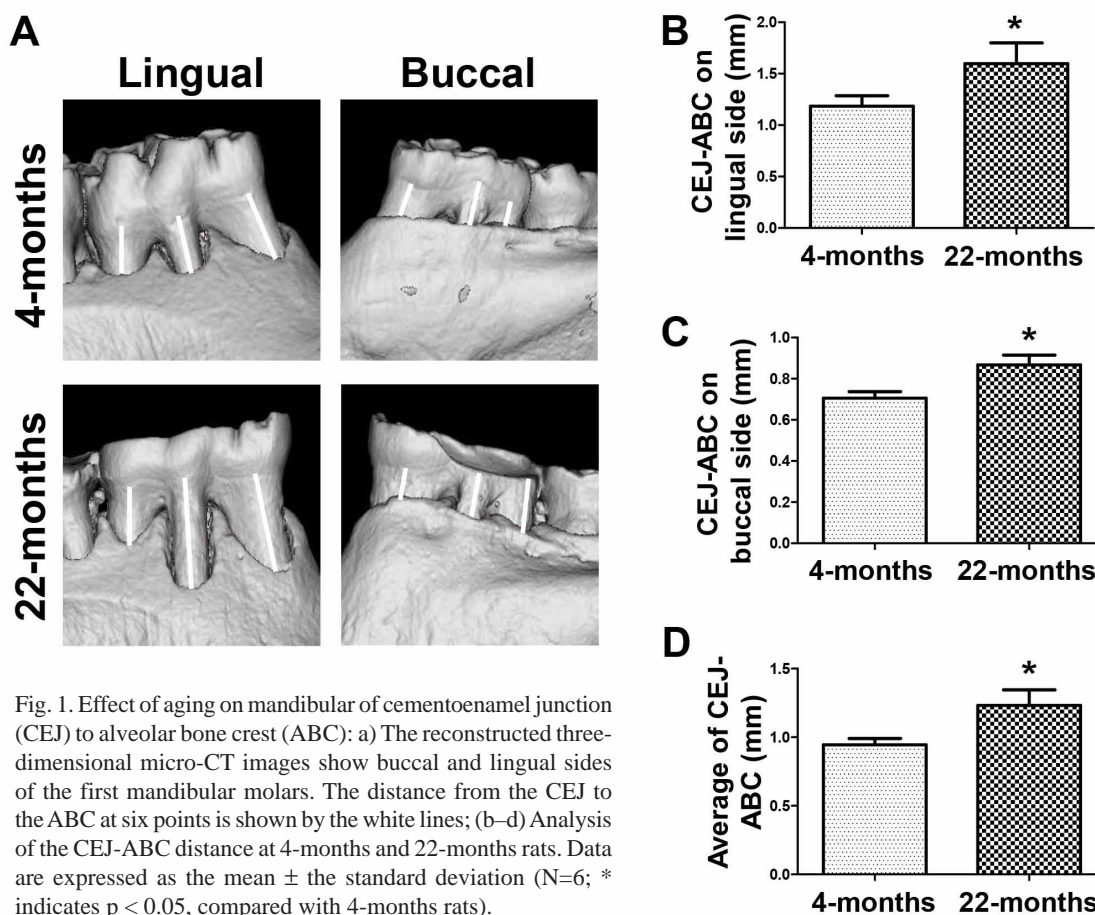 A
Lingual
Buccal
4-months
22-months
Fig. 1. Effect of aging on mandibular of cementoenamel junction
(CEJ) to alveolar bone crest (ABC): a) The reconstructed three-
dimensional micro-CT images show buccal and lingual sides
of the first mandibular molars. The distance from the CEJ to
the ABC at six points is shown by the white lines; (b–d) Analysis
of the CEJ-ABC distance at 4-months and 22-months rats. Data
are expressed as the mean ± the standard deviation (N=6; *
indicates p < 0.05, compared with 4-months rats).
B
CEJ-ABC on
lingual side (mm)
2.0
1.5
1.0
0.5
0.0
*
4-months
22-months
C
CEJ-ABC on
buccal side (mm)
1.0
0.8
0.6
0.4
0.2
0.0
*
4-months
22-months
D
Average of CEJ-
ABC (mm)
1.5
1.0
0.5
0.0
*
4-months
22-months